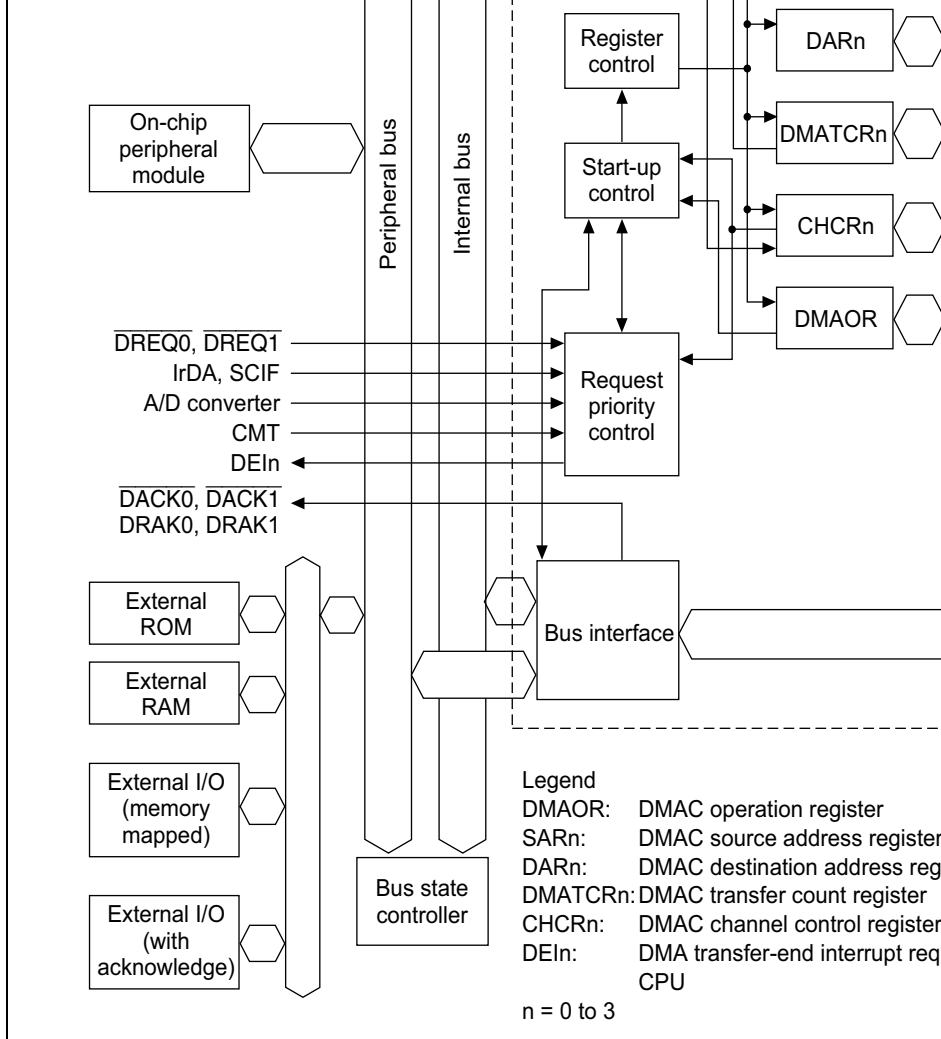 Register
control
DARn
On-chip
peripheral
module
Peripheral bus
Internal bus
Start-up
control
DMATCRn
CHCRn
DMAOR
DREQ0, DREQ1
IrDA, SCIF
A/D converter
CMT
DEIn
Request
priority
control
DACK0, DACK1
DRAK0, DRAK1
External
ROM
External
RAM
External I/O
(memory
mapped)
External I/O
(with
acknowledge)
Bus interface
Bus state
controller
Legend
DMAOR: DMAC operation register
SARn: DMAC source address register
DARn: DMAC destination address reg
DMATCRn: DMAC transfer count register
CHCRn: DMAC channel control register
DEIn: DMA transfer-end interrupt req
CPU
n = 0 to 3